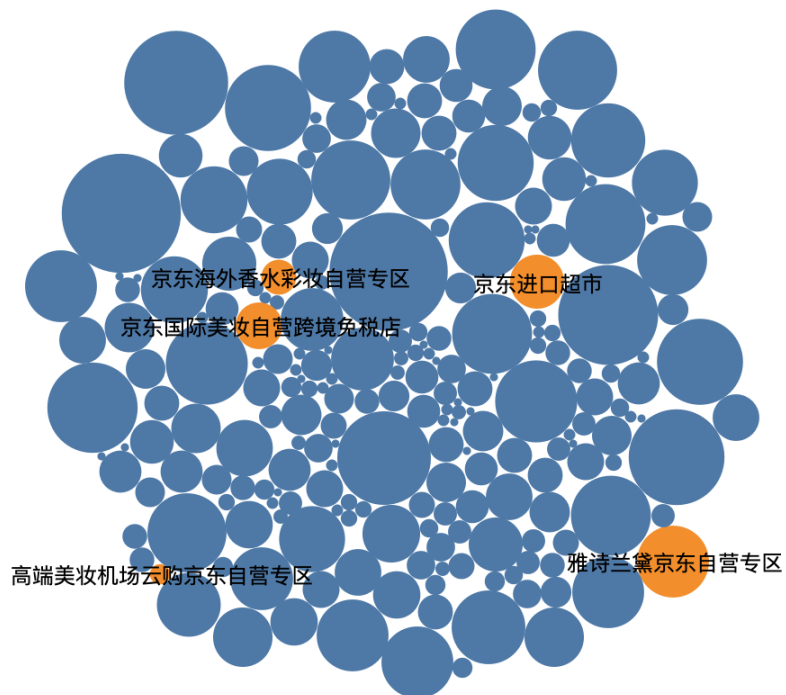 京东海外香水彩妆自营专区
京东进口超市
京东国际美妆自营跨境免税店
雅诗兰黛京东自营专区
高端美妆机场云购京东自营专区